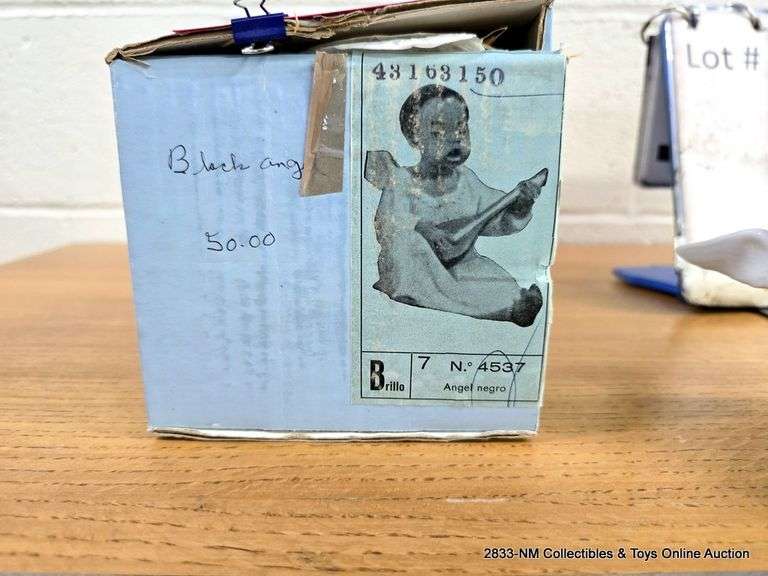 Lot #
43163150
Black ang
50.00
Brillo
7 N.º 4537
Angel negro
2833-NM Collectibles & Toys Online Auction